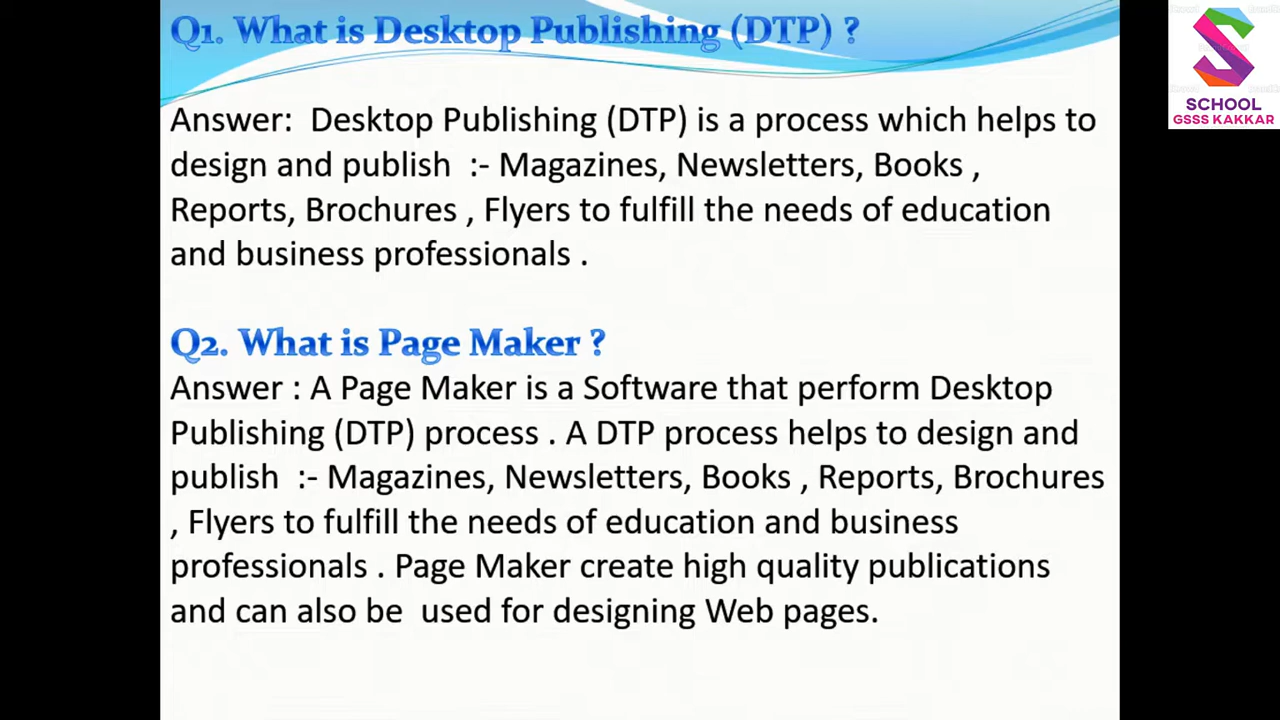 Q1. What is Desktop Publishing (DTP) ?
SCHOOL
GSSS KAKKAR
Answer:  Desktop Publishing (DTP) is a process which helps to
design and publish  :- Magazines, Newsletters, Books ,
Reports, Brochures , Flyers to fulfill the needs of education
and business professionals .
Q2. What is Page Maker ?
Answer : A Page Maker is a Software that perform Desktop
Publishing (DTP) process . A DTP process helps to design and
publish  :- Magazines, Newsletters, Books , Reports, Brochures
, Flyers to fulfill the needs of education and business
professionals . Page Maker create high quality publications
and can also be  used for designing Web pages.